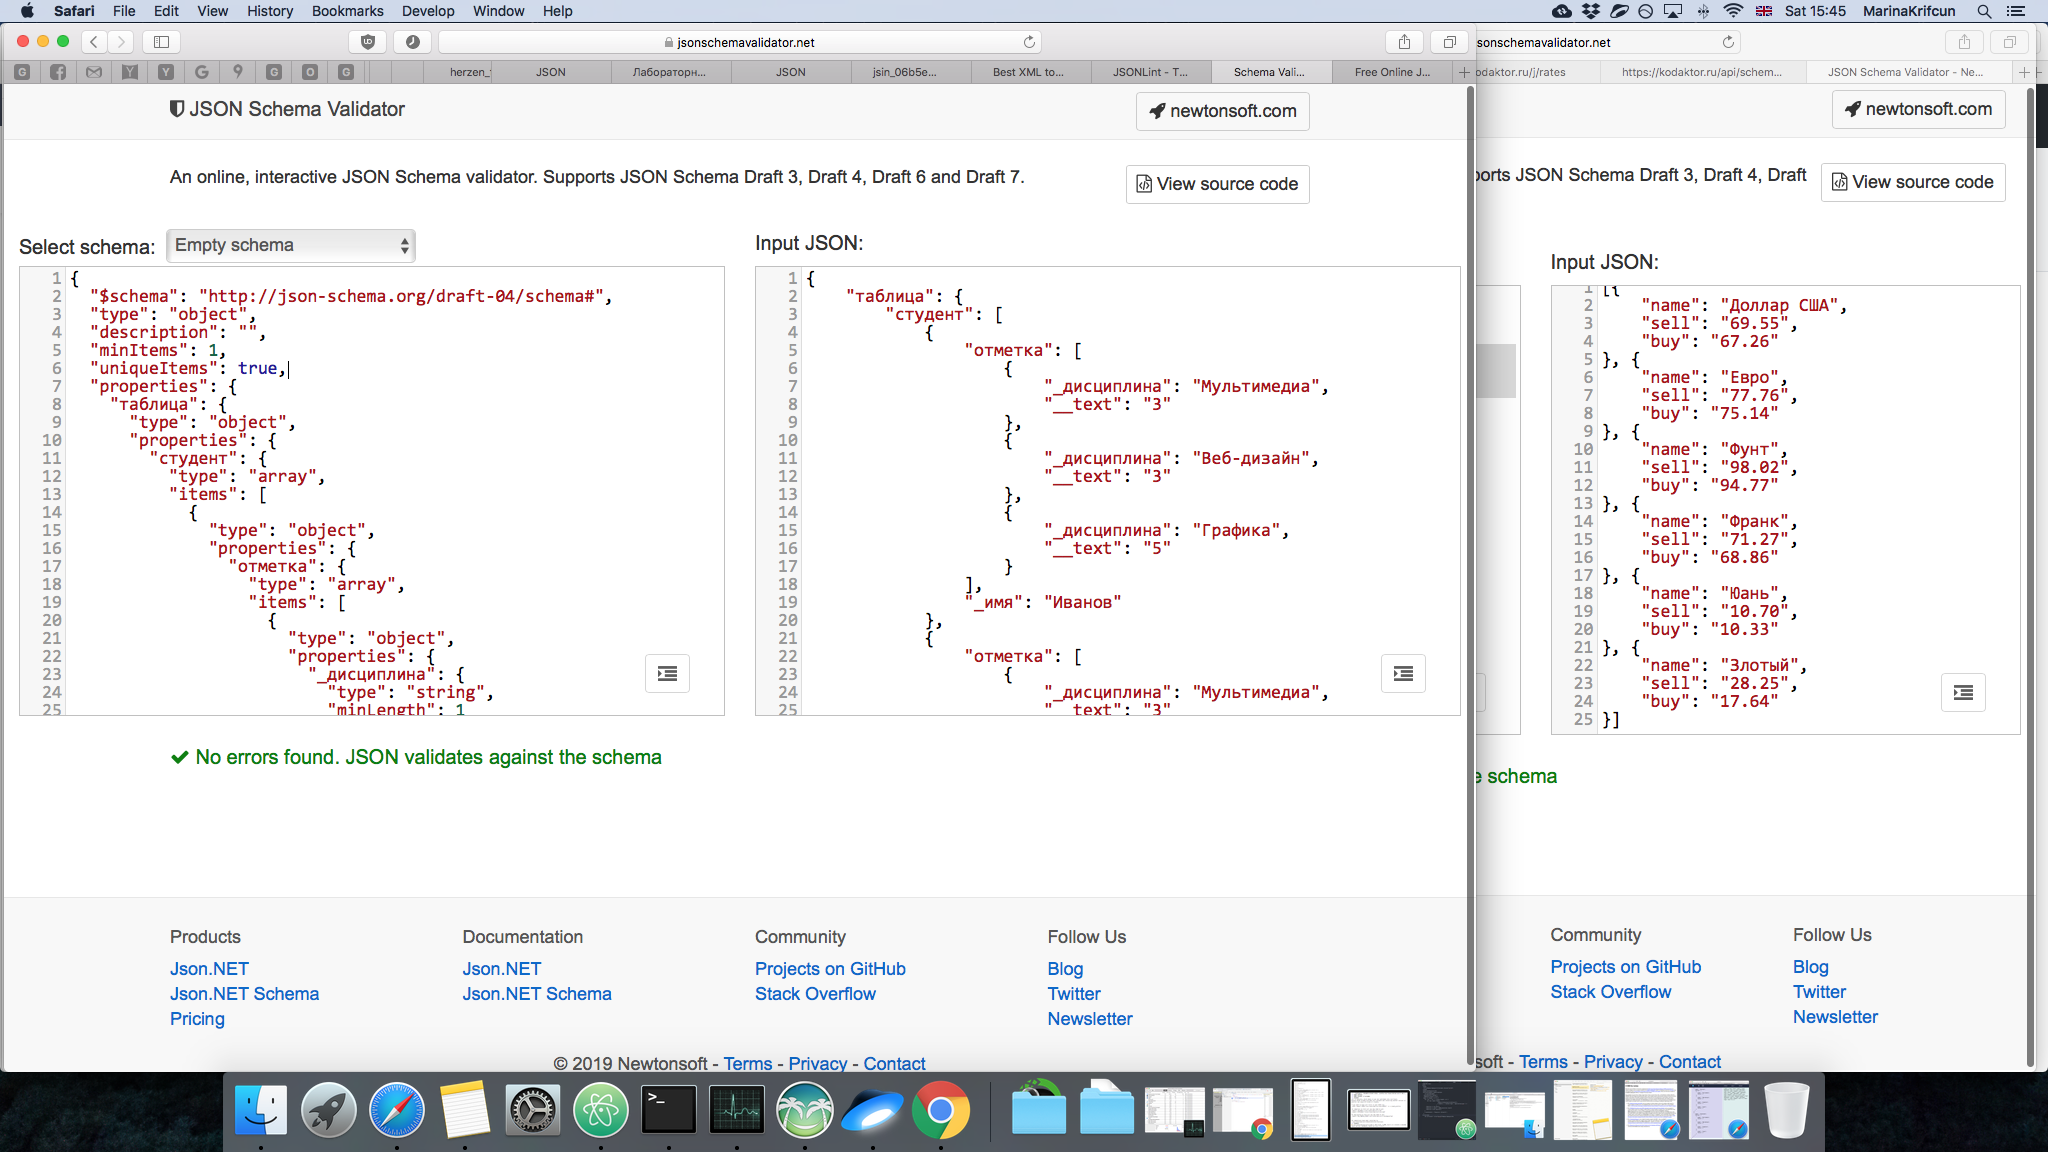 Safari File Edit View History Bookmarks Develop Window Help Sat 15:45 MarinaKrifcun
jsonschemavalidator.net
sonschemavalidator.net
herzen_ JSON Лабораторн... JSON jsin_06b5e... Best XML to... JSONLint - T... Schema Vali... Free Online J...
odaktor.ru/j/rates https://kodaktor.ru/api/schem... JSON Schema Validator - Ne...
JSON Schema Validator
newtonsoft.com
An online, interactive JSON Schema validator. Supports JSON Schema Draft 3, Draft 4, Draft 6 and Draft 7.
View source code
Select schema: Empty schema
1 {
2 "$schema": "http://json-schema.org/draft-04/schema#",
3 "type": "object",
4 "description": "",
5 "minItems": 1,
6 "uniqueItems": true,
7 "properties": {
8 "таблица": {
9 "type": "object",
10 "properties": {
11 "студент": {
12 "type": "array",
13 "items": [
14 {
15 "type": "object",
16 "properties": {
17 "отметка": {
18 "type": "array",
19 "items": [
20 {
21 "type": "object",
22 "properties": {
23 "_дисциплина": {
24 "type": "string",
25 "minLength": 1
Input JSON:
1 {
2 "таблица": {
3 "студент": [
4 {
5 "отметка": [
6 {
7 "_дисциплина": "Мультимедиа",
8 "__text": "3"
9 },
10 {
11 "_дисциплина": "Веб-дизайн",
12 "__text": "3"
13 },
14 {
15 "_дисциплина": "Графика",
16 "__text": "5"
17 }
18 ],
19 "_имя": "Иванов"
20 },
21 {
22 "отметка": [
23 {
24 "_дисциплина": "Мультимедиа",
25 "__text": "3"
No errors found. JSON validates against the schema
Products
Json.NET
Json.NET Schema
Pricing
Documentation
Json.NET
Json.NET Schema
Community
Projects on GitHub
Stack Overflow
Follow Us
Blog
Twitter
Newsletter
© 2019 Newtonsoft - Terms - Privacy - Contact
newtonsoft.com
ports JSON Schema Draft 3, Draft 4, Draft
View source code
Input JSON:
1 [{
2 "name": "Доллар США",
3 "sell": "69.55",
4 "buy": "67.26"
5 }, {
6 "name": "Евро",
7 "sell": "77.76",
8 "buy": "75.14"
9 }, {
10 "name": "Фунт",
11 "sell": "98.02",
12 "buy": "94.77"
13 }, {
14 "name": "Франк",
15 "sell": "71.27",
16 "buy": "68.86"
17 }, {
18 "name": "Юань",
19 "sell": "10.70",
20 "buy": "10.33"
21 }, {
22 "name": "Злотый",
23 "sell": "28.25",
24 "buy": "17.64"
25 }]
e schema
Community
Projects on GitHub
Stack Overflow
Follow Us
Blog
Twitter
Newsletter
soft - Terms - Privacy - Contact